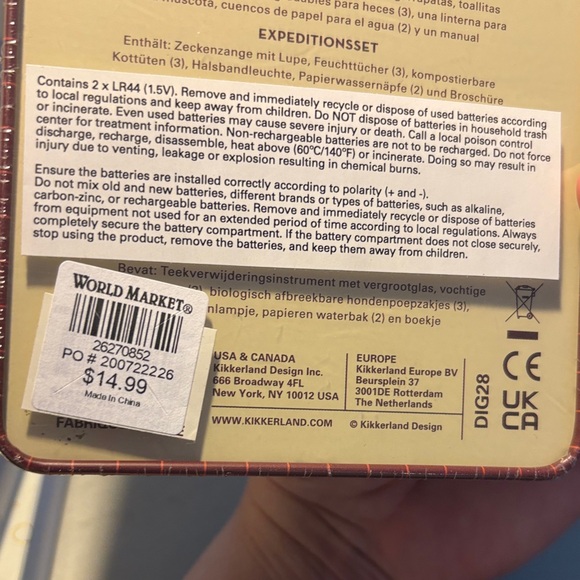 para heces (3), una linterna para
cuencos de papel para el agua (2) y un manual
EXPEDITIONSSET
Enthält: Zeckenzange mit Lupe, Feuchttücher (3), kompostierbare
Kottüten (3), Halsbandleuchte, Papierwassernäpfe (2) und Broschüre
Contains 2 x LR44 (1.5V). Remove and immediately recycle or dispose of used batteries according
to local regulations and keep away from children. Do NOT dispose of batteries in household trash
or incinerate. Even used batteries may cause severe injury or death. Call a local poison control
center for treatment information. Non-rechargeable batteries are not to be recharged. Do not force
discharge, recharge, disassemble, heat above (60ºC/140ºF) or incinerate. Doing so may result in
injury due to venting, leakage or explosion resulting in chemical burns.
Ensure the batteries are installed correctly according to polarity (+ and -).
Do not mix old and new batteries, different brands or types of batteries, such as alkaline,
carbon-zinc, or rechargeable batteries. Remove and immediately recycle or dispose of batteries
from equipment not used for an extended period of time according to local regulations. Always
completely secure the battery compartment. If the battery compartment does not close securely,
stop using the product, remove the batteries, and keep them away from children.
Bevat: Teekverwijderingsinstrument met vergrootglas, vochtige
biologisch afbreekbare hondenpoepzakjes (3),
papieren waterbak (2) en boekje
WORLD MARKET®
26270852
PO # 200722226
$14.99
Made In China
USA & CANADA
Kikkerland Design Inc.
666 Broadway 4FL
New York, NY 10012 USA
EUROPE
Kikkerland Europe BV
Beursplein 37
3001DE Rotterdam
The Netherlands
WWW.KIKKERLAND.COM
© Kikkerland Design
DIG28
CE
UK
CA